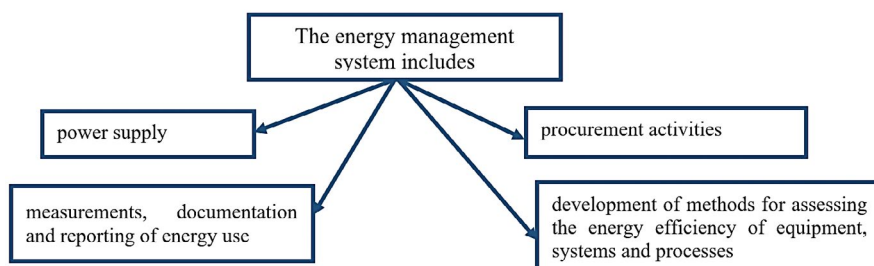 The energy management
system includes
power supply
procurement activities
measurements, documentation
and reporting of energy use
development of methods for assessing
the energy efficiency of equipment,
systems and processes